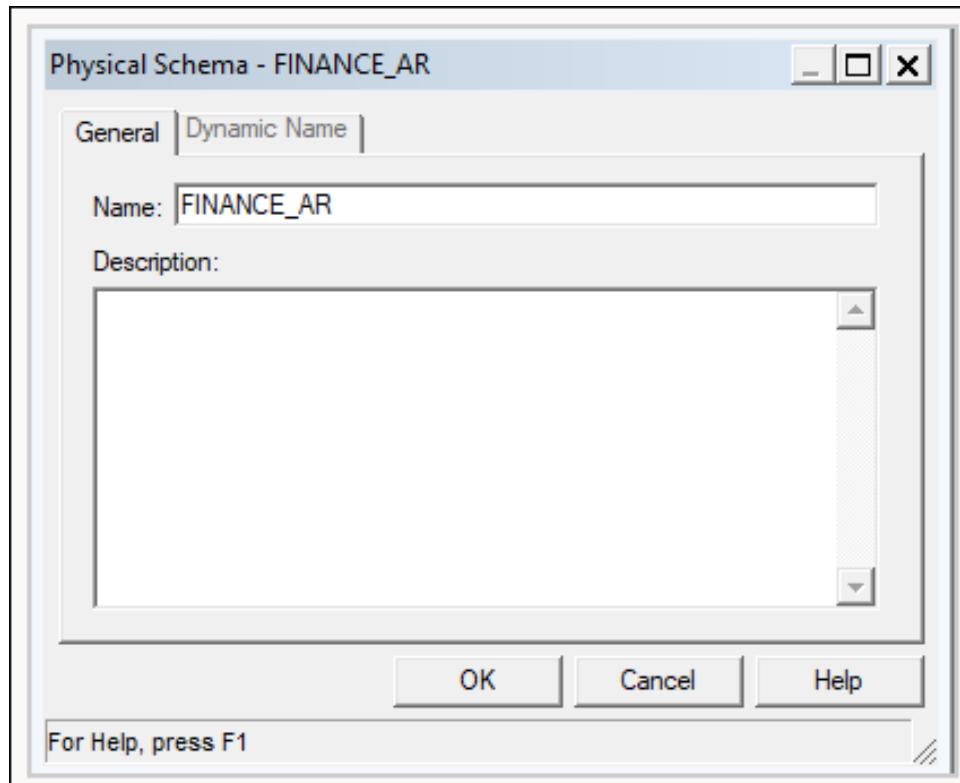 Physical Schema - FINANCE_AR
General Dynamic Name
Name: FINANCE_AR
Description:
OK Cancel Help
For Help, press F1